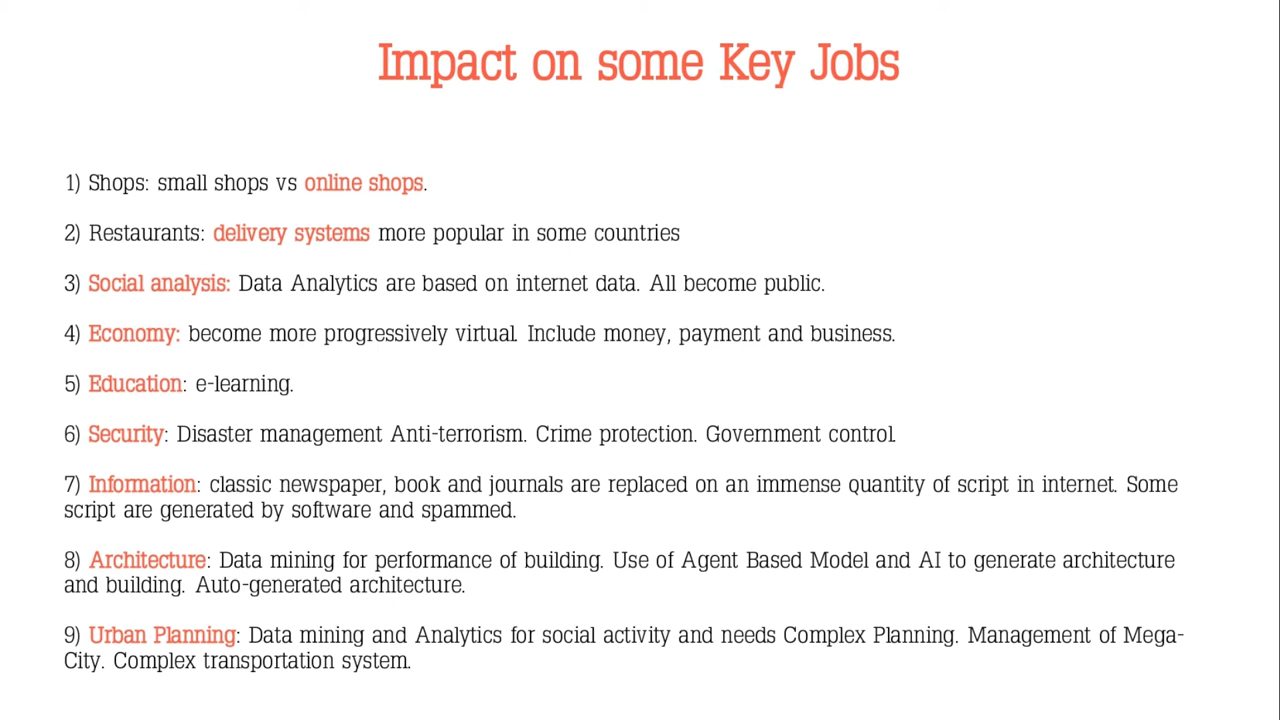 Impact on some Key Jobs
1) Shops: small shops vs online shops.
2) Restaurants: delivery systems more popular in some countries
3) Social analysis: Data Analytics are based on internet data. All become public.
4) Economy: become more progressively virtual. Include money, payment and business.
5) Education: e-learning.
6) Security: Disaster management Anti-terrorism. Crime protection. Government control.
7) Information: classic newspaper, book and journals are replaced on an immense quantity of script in internet. Some
script are generated by software and spammed.
8) Architecture: Data mining for performance of building. Use of Agent Based Model and AI to generate architecture
and building. Auto-generated architecture.
9) Urban Planning: Data mining and Analytics for social activity and needs Complex Planning. Management of Mega-
City. Complex transportation system.